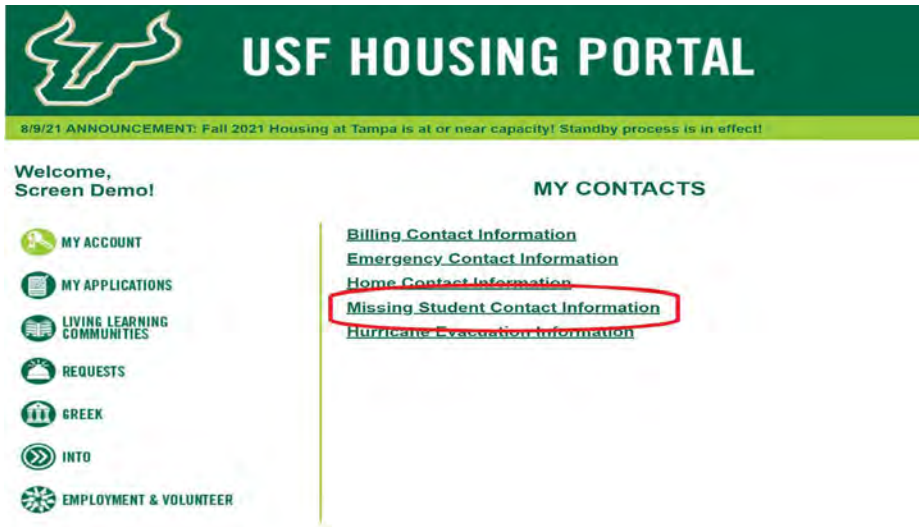 USF HOUSING PORTAL
8/9/21 ANNOUNCEMENT: Fall 2021 Housing at Tampa is at or near capacity! Standby process is in effect!
Welcome,
Screen Demo!
MY ACCOUNT
MY APPLICATIONS
LIVING LEARNING
COMMUNITIES
REQUESTS
GREEK
INTO
EMPLOYMENT & VOLUNTEER
MY CONTACTS
Billing Contact Information
Emergency Contact Information
Home Contact Information
Missing Student Contact Information
Hurricane Evacuation Information